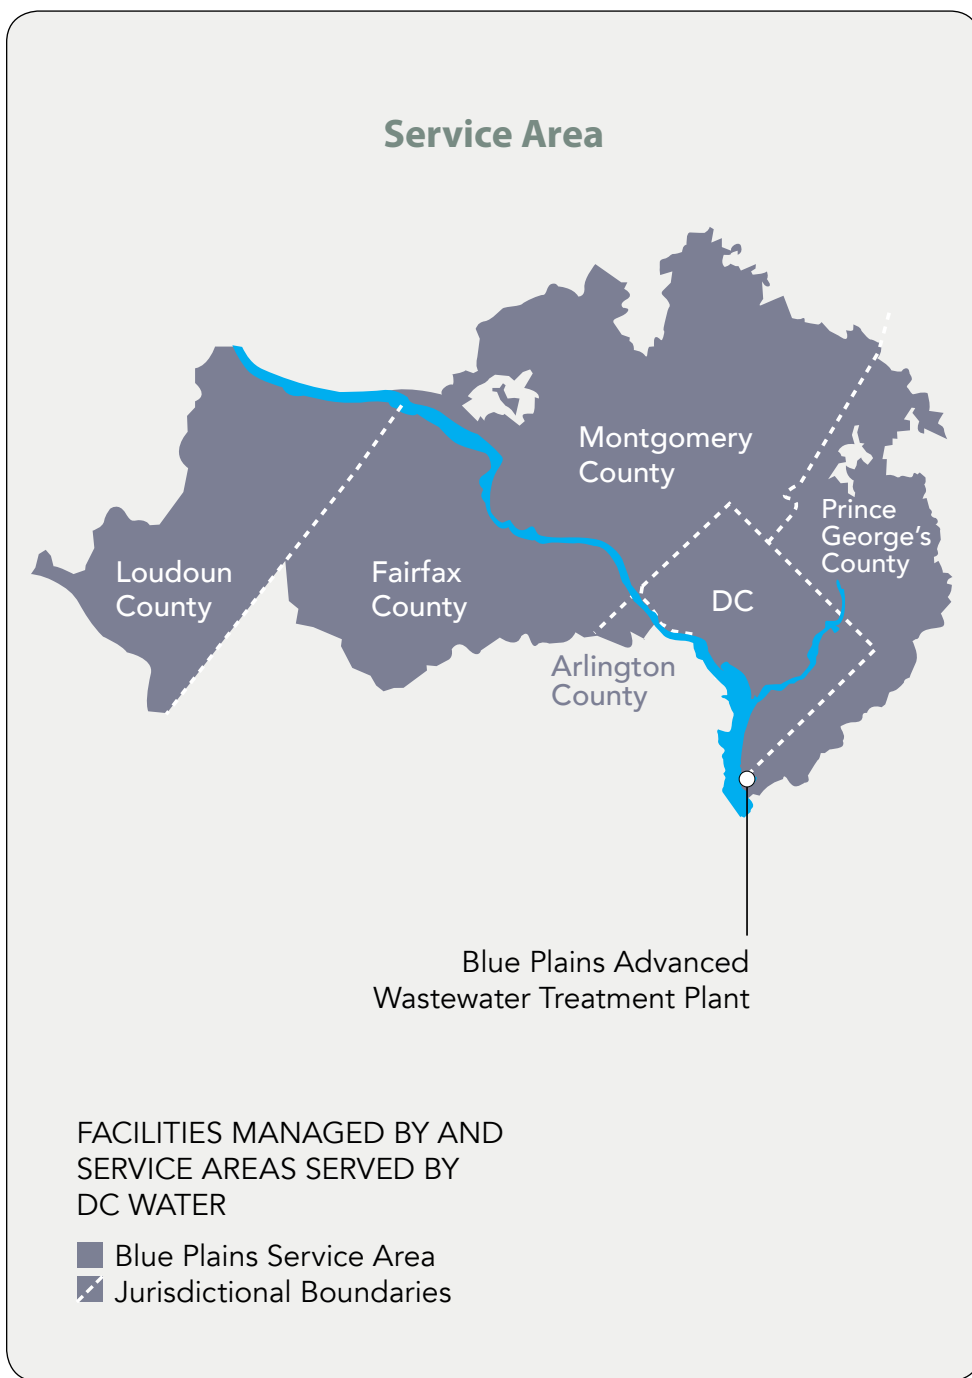 Service Area
Montgomery
County
Prince
George’s
County
Loudoun
County
Fairfax
County
DC
Arlington
County
Blue Plains Advanced
Wastewater Treatment Plant
FACILITIES MANAGED BY AND
SERVICE AREAS SERVED BY
DC WATER
Blue Plains Service Area
Jurisdictional Boundaries